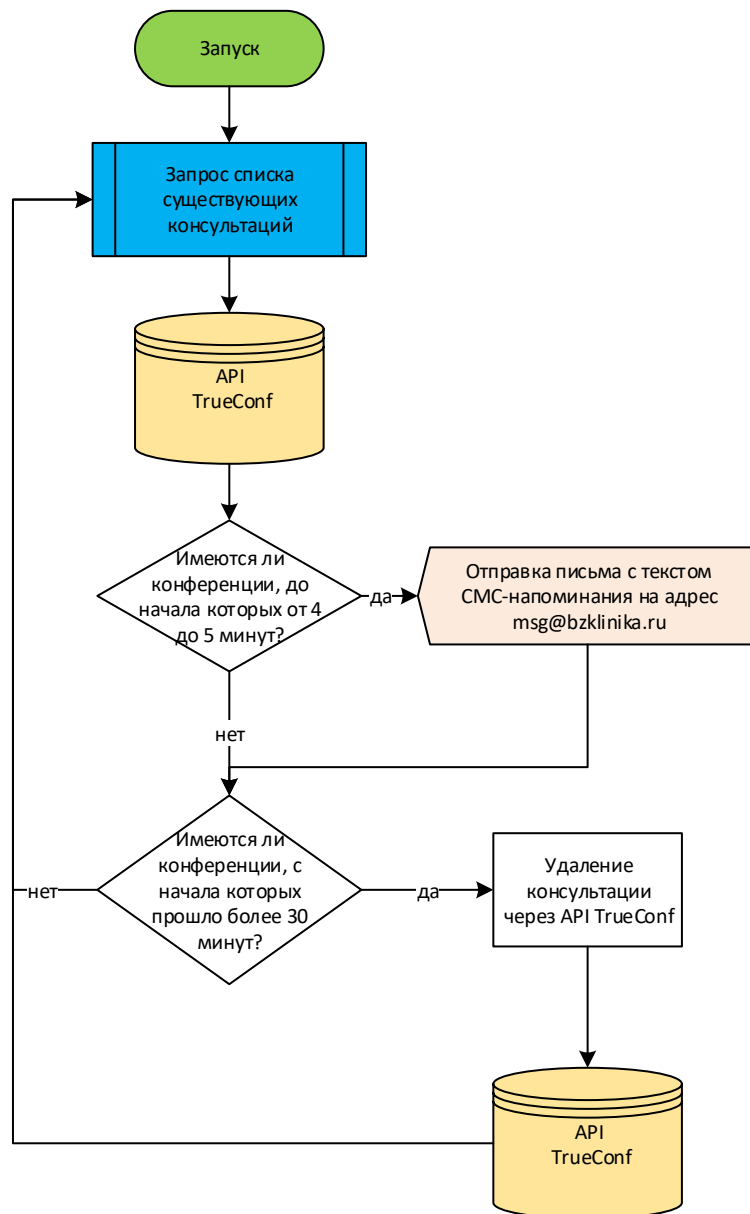 Запуск
Запрос списка
существующих
консультаций
API
TrueConf
Имеются ли
конференции, до
начала которых от 4
до 5 минут?
да
Отправка письма с текстом
СМС-напоминания на адрес
msg@bzklinika.ru
нет
Имеются ли
конференции, с
начала которых
прошло более 30
минут?
нет
да
Удаление
консультации
через API TrueConf
API
TrueConf